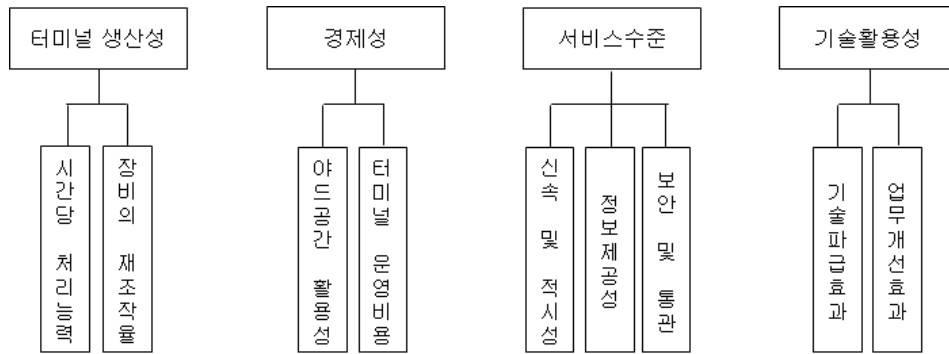 터미널 생산성
경제성
서비스수준
기술활용성
시간당 처리능력
장비의 재조작율
야드공간 활용성
터미널 운영비용
신속 및 적시성
정보제공성
보안 및 통관
기술파급효과
업무개선효과